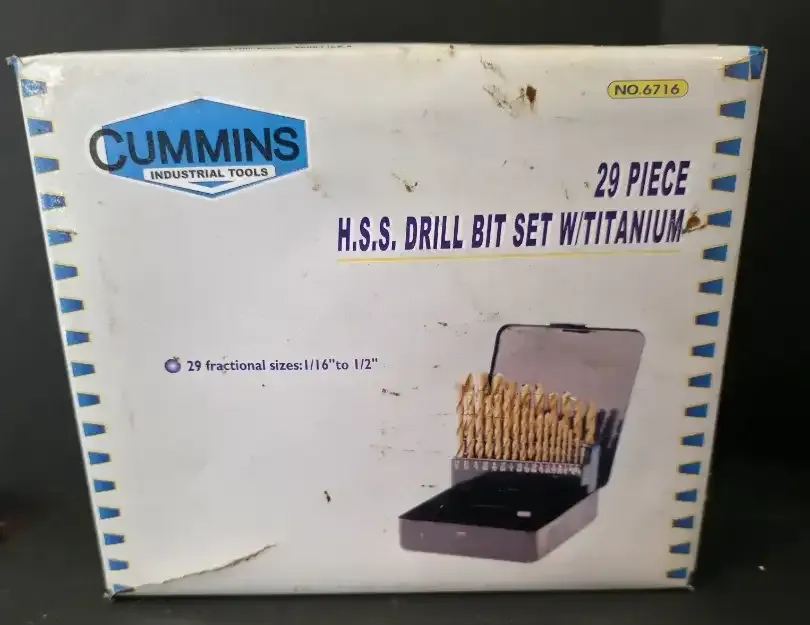 NO.6716
CUMMINS
INDUSTRIAL TOOLS
29 PIECE
H.S.S. DRILL BIT SET W/TITANIUM
29 fractional sizes:1/16"to 1/2"